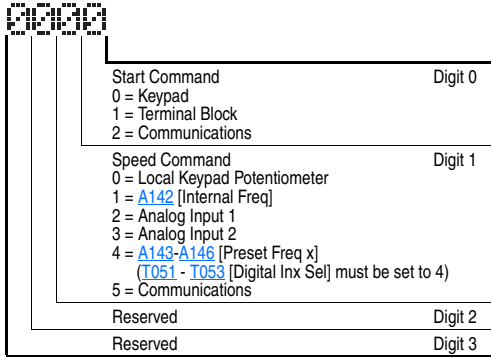 0000
Start Command Digit 0
0 = Keypad
1 = Terminal Block
2 = Communications
Speed Command Digit 1
0 = Local Keypad Potentiometer
1 = A142 [Internal Freq]
2 = Analog Input 1
3 = Analog Input 2
4 = A143-A146 [Preset Freq x]
(T051 - T053 [Digital Inx Sel] must be set to 4)
5 = Communications
Reserved Digit 2
Reserved Digit 3